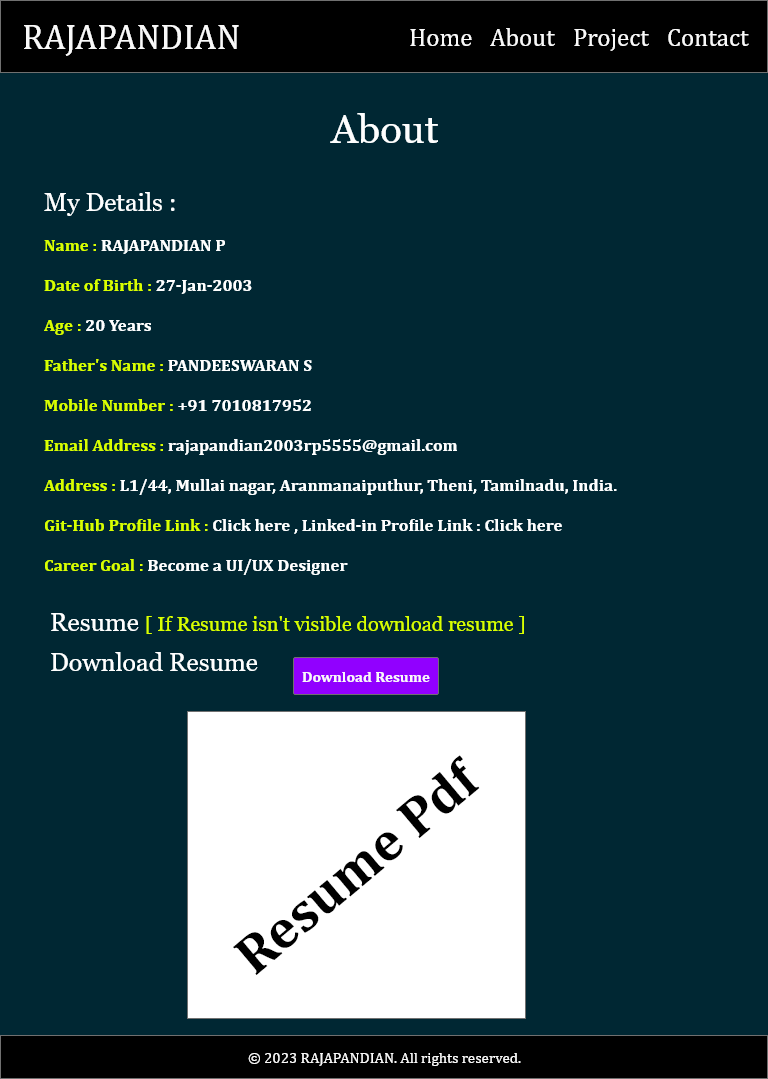 RAJAPANDIAN Home About Project Contact
About
My Details :
Name : RAJAPANDIAN P
Date of Birth : 27-Jan-2003
Age : 20 Years
Father's Name : PANDEESWARAN S
Mobile Number : +91 7010817952
Email Address : rajapandian2003rp5555@gmail.com
Address : L1/44, Mullai nagar, Aranmanaiputhur, Theni, Tamilnadu, India.
Git-Hub Profile Link : Click here , Linked-in Profile Link : Click here
Career Goal : Become a UI/UX Designer
Resume [ If Resume isn't visible download resume ]
Download Resume Download Resume
Resume Pdf
© 2023 RAJAPANDIAN. All rights reserved.